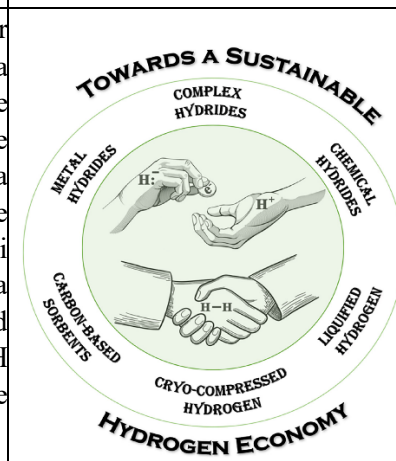 TOWARDS A SUSTAINABLE
COMPLEX
HYDRIDES
METAL
HYDRIDES
CHEMICAL
HYDRIDES
H:⁻
e
H⁺
H–H
CARBON-BASED
SORBENTS
LIQUIFIED
HYDROGEN
CRYO-COMPRESSED
HYDROGEN
HYDROGEN ECONOMY